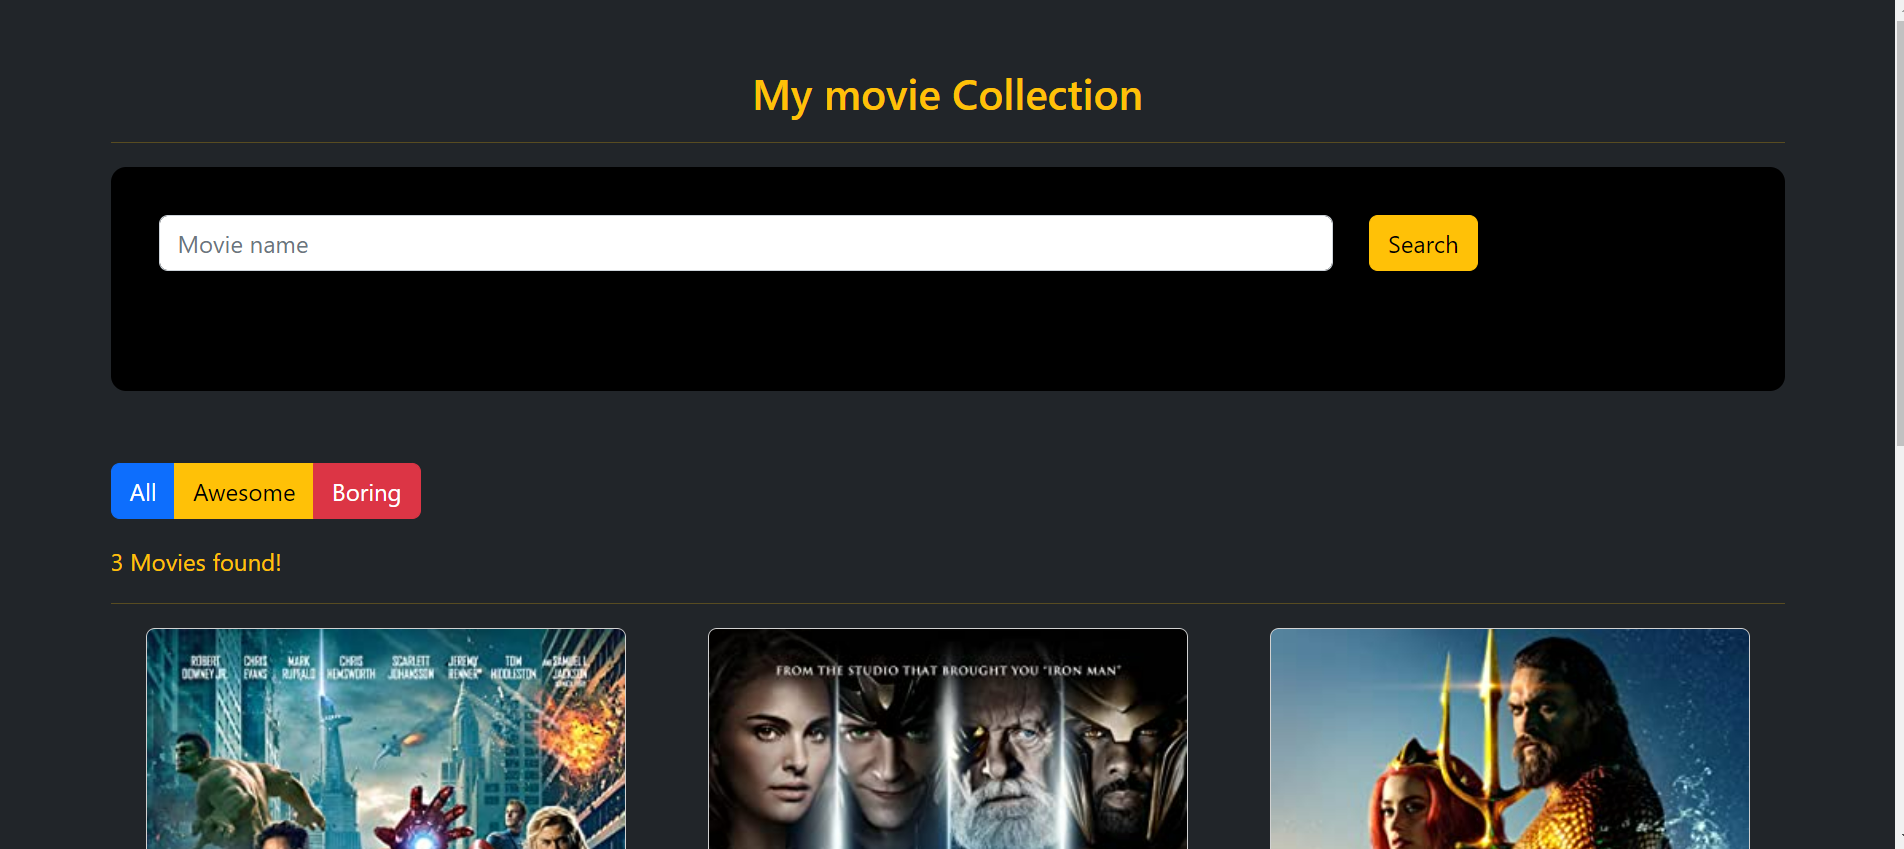 My movie Collection
Movie name
Search
All Awesome Boring
3 Movies found!
ROBERT DOWNEY JR. CHRIS EVANS MARK RUFFALO CHRIS HEMSWORTH SCARLETT JOHANSSON JEREMY RENNER TOM HIDDLESTON AND SAMUEL L. JACKSON
FROM THE STUDIO THAT BROUGHT YOU "IRON MAN"